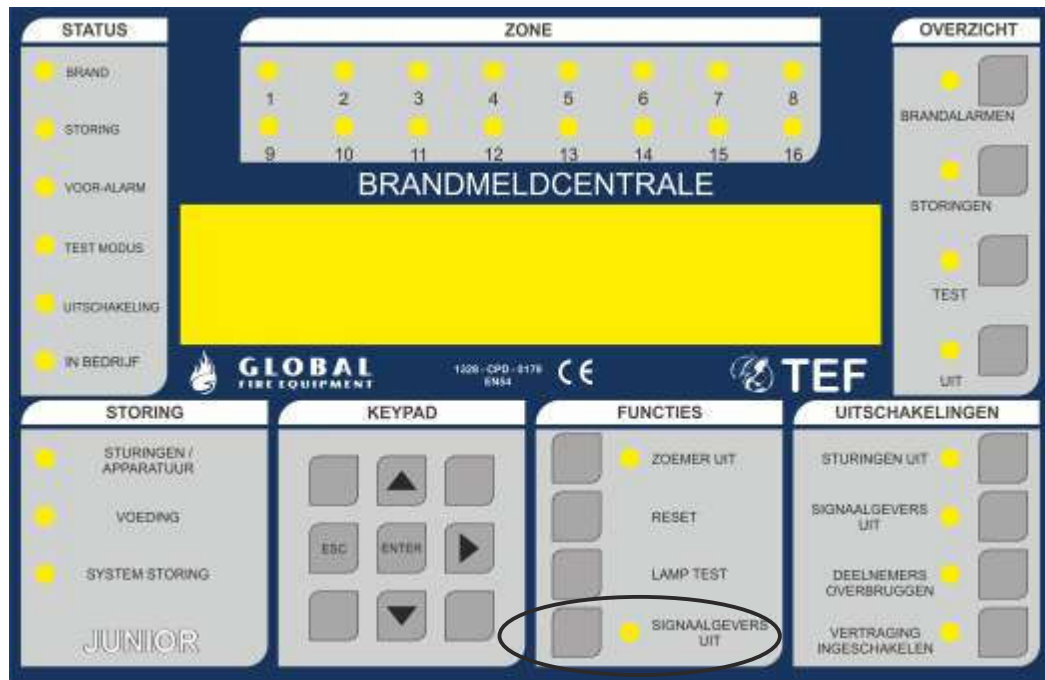 STATUS
BRAND
STORING
VOOR-ALARM
TEST MODUS
UITSCHAKELING
IN BEDRIJF
ZONE
1 2 3 4 5 6 7 8
9 10 11 12 13 14 15 16
BRANDMELDCENTRALE
GLOBAL
FIRE EQUIPMENT
1328 - CPD - 0176
EN54
CE
TEF
OVERZICHT
BRANDALARMEN
STORINGEN
TEST
UIT
STORING
STURINGEN /
APPARATUUR
VOEDING
SYSTEM STORING
JUNIOR
KEYPAD
ESC ENTER
FUNCTIES
ZOEMER UIT
RESET
LAMP TEST
SIGNAALGEVERS
UIT
UITSCHAKELINGEN
STURINGEN UIT
SIGNAALGEVERS
UIT
DEELNEMERS
OVERBRUGGEN
VERTRAGING
INGESCHAKELEN